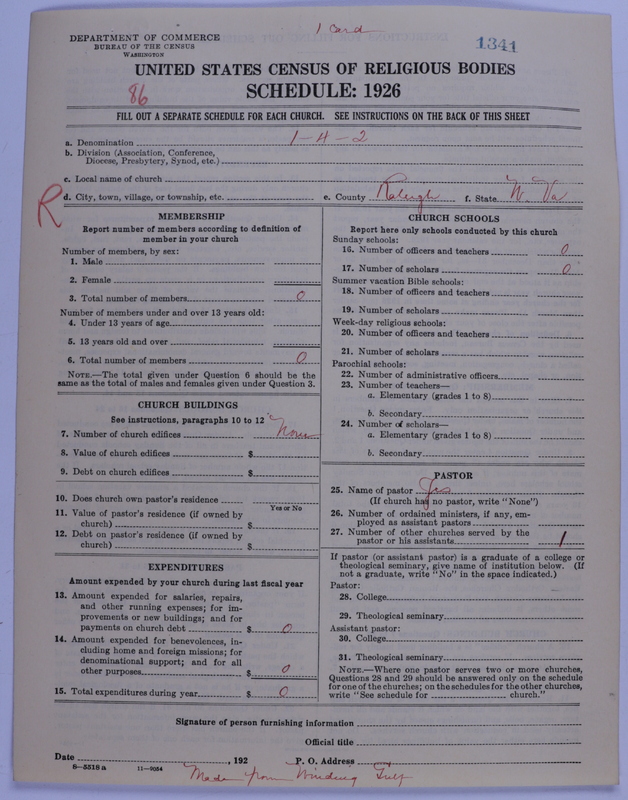 1 Card
DEPARTMENT OF COMMERCE
BUREAU OF THE CENSUS
WASHINGTON
1341
UNITED STATES CENSUS OF RELIGIOUS BODIES
86
SCHEDULE: 1926
FILL OUT A SEPARATE SCHEDULE FOR EACH CHURCH. SEE INSTRUCTIONS ON THE BACK OF THIS SHEET
a. Denomination 1-4-2
b. Division (Association, Conference,
Diocese, Presbytery, Synod, etc.)
c. Local name of church
R
d. City, town, village, or township, etc. e. County Raleigh f. State W. Va
MEMBERSHIP
Report number of members according to definition of
member in your church
Number of members, by sex:
1. Male
2. Female
3. Total number of members 0
Number of members under and over 13 years old:
4. Under 13 years of age
5. 13 years old and over
6. Total number of members 0
NOTE.—The total given under Question 6 should be the
same as the total of males and females given under Question 3.
CHURCH BUILDINGS
See instructions, paragraphs 10 to 12
7. Number of church edifices None
8. Value of church edifices $
9. Debt on church edifices $
10. Does church own pastor's residence
Yes or No
11. Value of pastor's residence (if owned by
church) $
12. Debt on pastor's residence (if owned by
church) $
EXPENDITURES
Amount expended by your church during last fiscal year
13. Amount expended for salaries, repairs,
and other running expenses; for im-
provements or new buildings; and for
payments on church debt $ 0
14. Amount expended for benevolences, in-
cluding home and foreign missions; for
denominational support; and for all
other purposes $ 0
15. Total expenditures during year $ 0
CHURCH SCHOOLS
Report here only schools conducted by this church
Sunday schools:
16. Number of officers and teachers 0
17. Number of scholars 0
Summer vacation Bible schools:
18. Number of officers and teachers
19. Number of scholars
Week-day religious schools:
20. Number of officers and teachers
21. Number of scholars
Parochial schools:
22. Number of administrative officers
23. Number of teachers—
a. Elementary (grades 1 to 8)
b. Secondary
24. Number of scholars—
a. Elementary (grades 1 to 8)
b. Secondary
PASTOR
25. Name of pastor Yes
(If church has no pastor, write "None")
26. Number of ordained ministers, if any, em-
ployed as assistant pastors
27. Number of other churches served by the
pastor or his assistants 1
If pastor (or assistant pastor) is a graduate of a college or
theological seminary, give name of institution below. (If
not a graduate, write "No" in the space indicated.)
Pastor:
28. College
29. Theological seminary
Assistant pastor:
30. College
31. Theological seminary
NOTE.—Where one pastor serves two or more churches,
Questions 28 and 29 should be answered only on the schedule
for one of the churches; on the schedules for the other churches,
write "See schedule for church."
Signature of person furnishing information
Official title
Date , 192 P. O. Address
8-5518 a 11-9054
Made from Winding Gulf